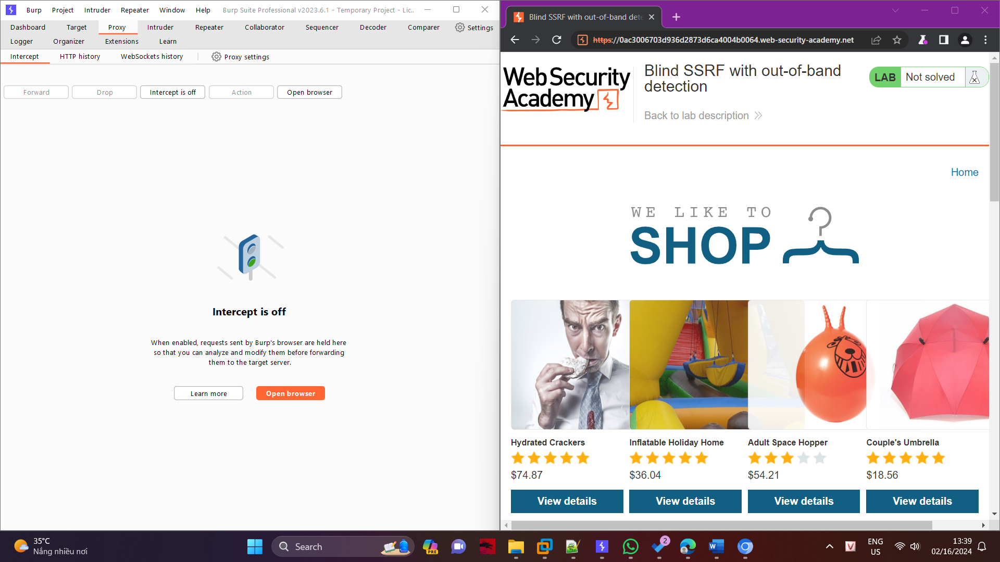 Burp Project Intruder Repeater Window Help Burp Suite Professional v2023.6.1 - Temporary Project - Lic...
Dashboard Target Proxy Intruder Repeater Collaborator Sequencer Decoder Comparer Settings
Logger Organizer Extensions Learn
Intercept HTTP history WebSockets history Proxy settings
Forward Drop Intercept is off Action Open browser
Intercept is off
When enabled, requests sent by Burp's browser are held here
so that you can analyze and modify them before forwarding
them to the target server.
Learn more Open browser
Blind SSRF with out-of-band dete
https://0ac3006703d936d2873d6ca4004b0064.web-security-academy.net
Web Security
Academy
Blind SSRF with out-of-band
detection
Back to lab description
LAB Not solved
Home
WE LIKE TO
SHOP
Hydrated Crackers
$74.87
View details
Inflatable Holiday Home
$36.04
View details
Adult Space Hopper
$54.21
View details
Couple's Umbrella
$18.56
View details
35°C
Nắng nhiều nơi
Search
PRE
2
V
ENG
US
13:39
02/16/2024